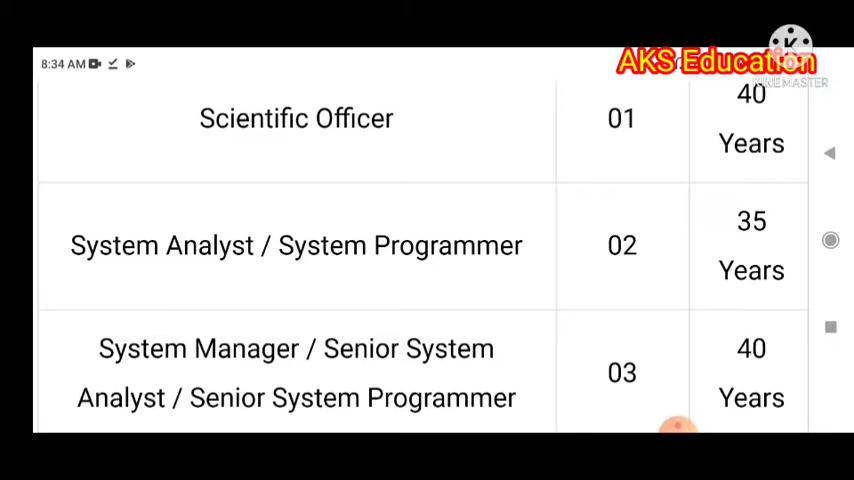 8:34 AM
AKS Education
KINEMASTER
Scientific Officer
01
40
Years
System Analyst / System Programmer
02
35
Years
System Manager / Senior System
Analyst / Senior System Programmer
03
40
Years